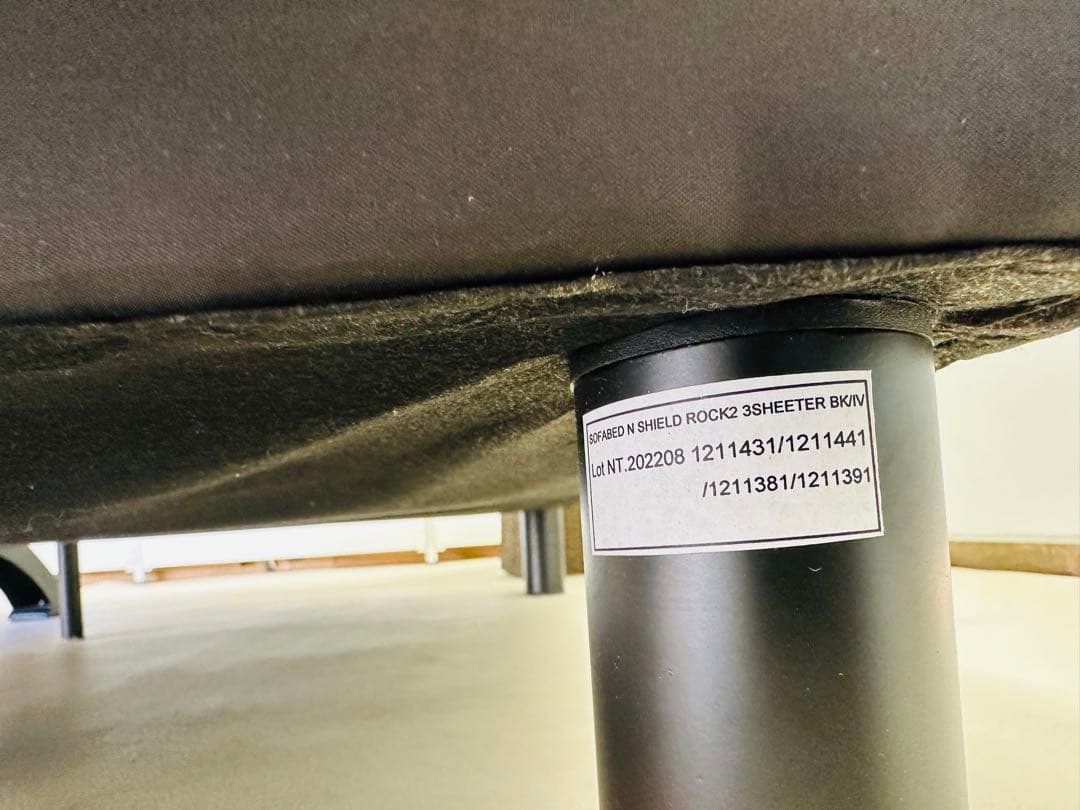 SOFABED N SHIELD ROCK2 3SHEETER BK/IV
Lot NT.202208 1211431/1211441
/1211381/1211391